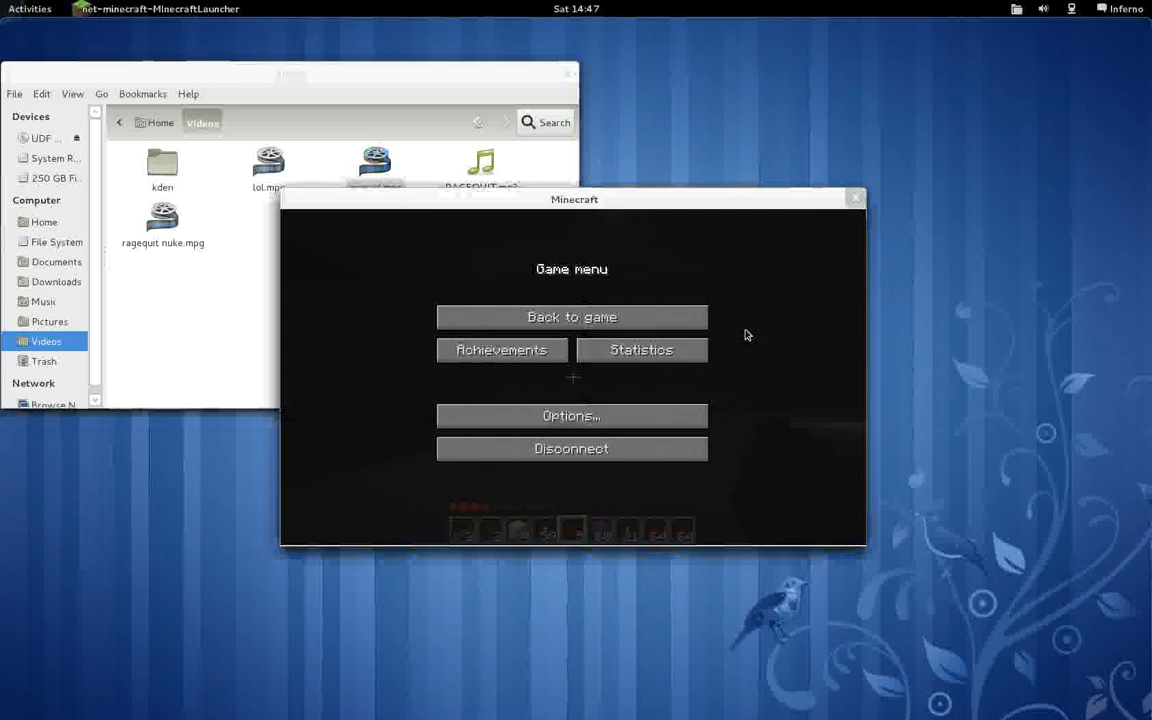 Activities net-minecraft-MinecraftLauncher Sat 14:47 Inferno
File Edit View Go Bookmarks Help
Devices
Home Videos Search
UDF ...
System R...
250 GB Fi...
kden lol.mpg
Computer
Home
File System
Documents
Downloads
Music
Pictures
Videos
Trash
Network
Browse N
ragequit nuke.mpg
Minecraft
Game menu
Back to game
Achievements Statistics
Options...
Disconnect